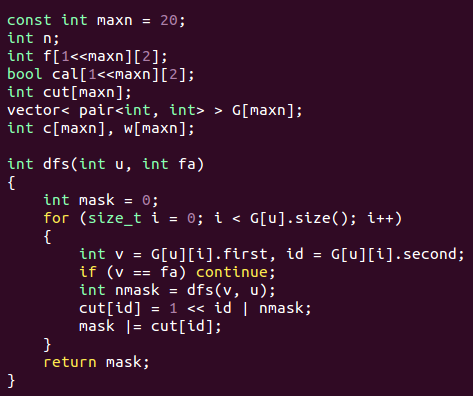 const int maxn = 20;
int n;
int f[1<<maxn][2];
bool cal[1<<maxn][2];
int cut[maxn];
vector< pair<int, int> > G[maxn];
int c[maxn], w[maxn];

int dfs(int u, int fa)
{
    int mask = 0;
    for (size_t i = 0; i < G[u].size(); i++)
    {
        int v = G[u][i].first, id = G[u][i].second;
        if (v == fa) continue;
        int nmask = dfs(v, u);
        cut[id] = 1 << id | nmask;
        mask |= cut[id];
    }
    return mask;
}